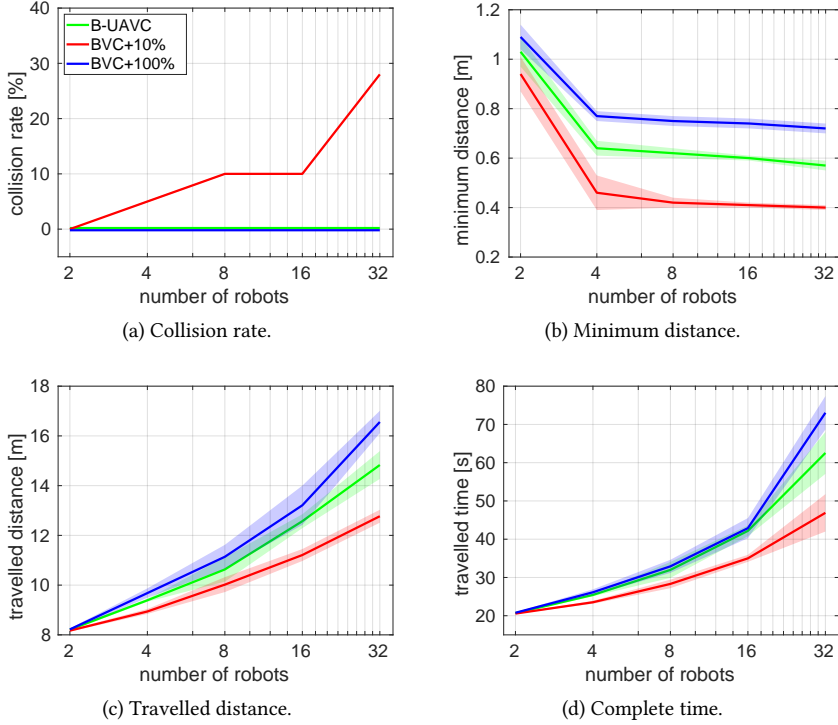 40
30
20
10
0
collision rate [%]
B-UAVC
BVC+10%
BVC+100%
2 4 8 16 32
number of robots
(a) Collision rate.
1.2
1
0.8
0.6
0.4
0.2
minimum distance [m]
2 4 8 16 32
number of robots
(b) Minimum distance.
18
16
14
12
10
8
travelled distance [m]
2 4 8 16 32
number of robots
(c) Travelled distance.
80
70
60
50
40
30
20
travelled time [s]
2 4 8 16 32
number of robots
(d) Complete time.